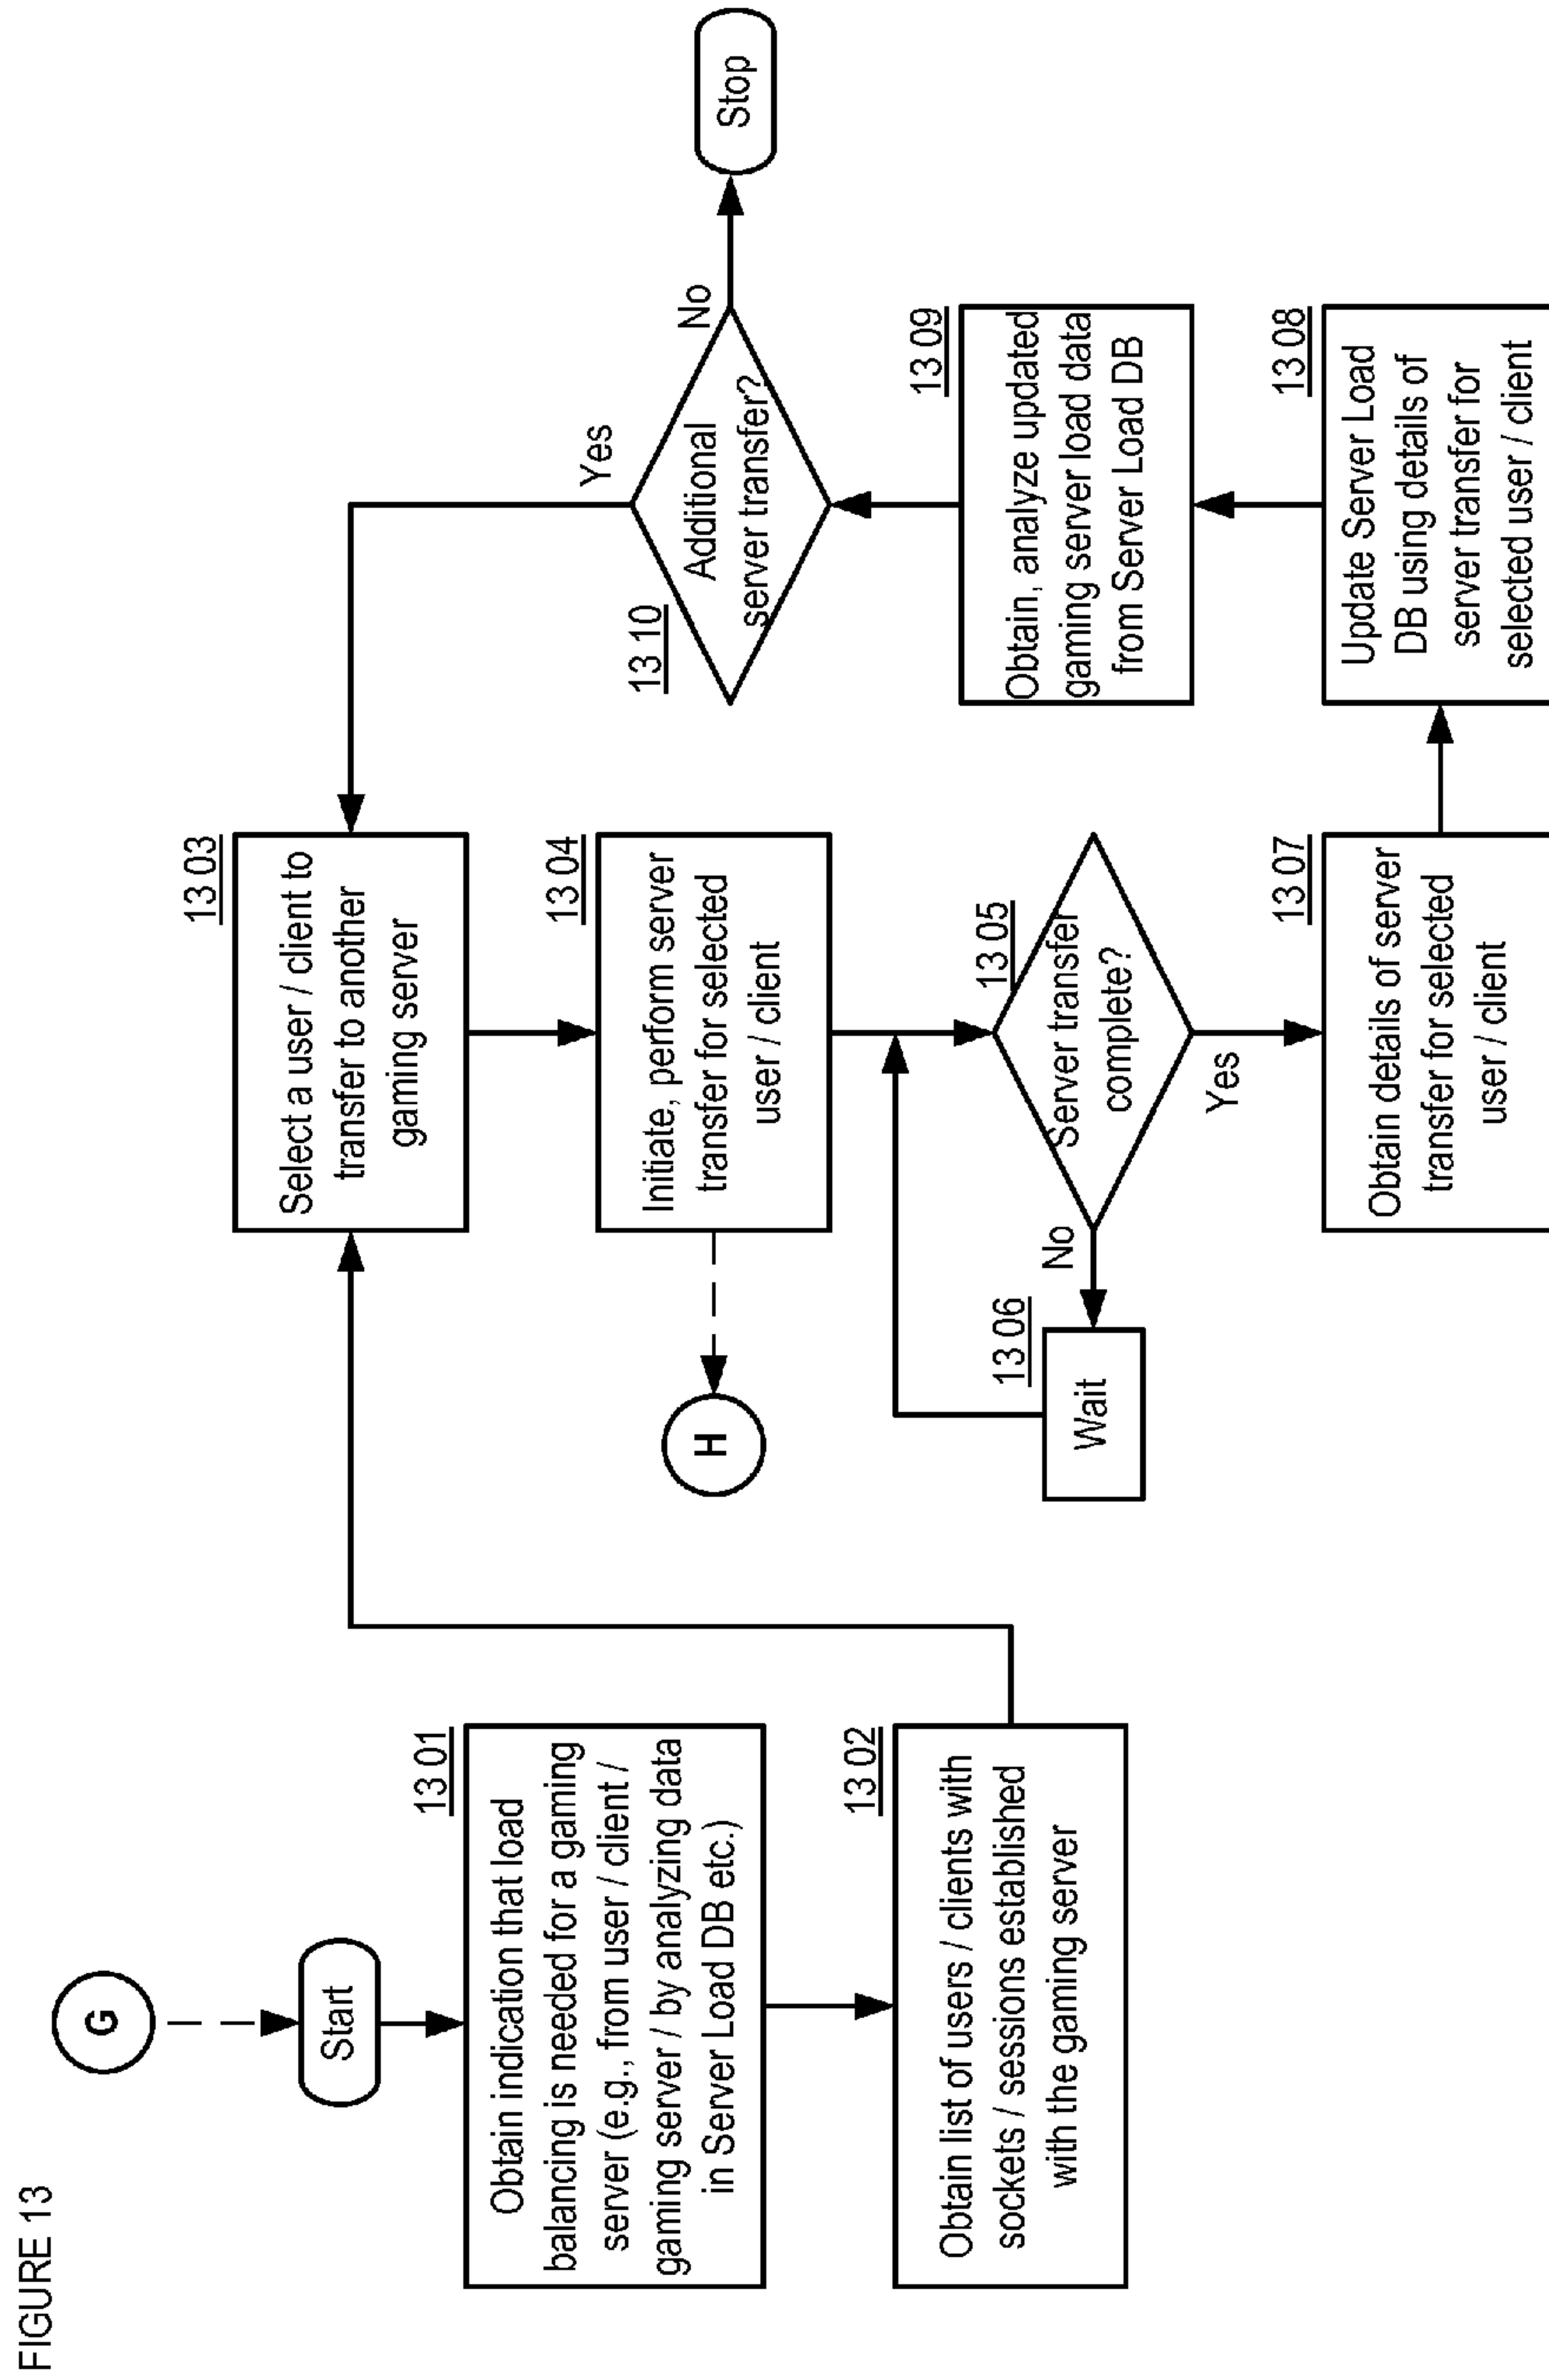 FIGURE 13
G
Start
13 01
Obtain indication that load
balancing is needed for a gaming
server (e.g., from user / client /
gaming server / by analyzing data
in Server Load DB etc.)
13 02
Obtain list of users / clients with
sockets / sessions established
with the gaming server
13 03
Select a user / client to
transfer to another
gaming server
13 04
Initiate, perform server
transfer for selected
user / client
H
13 05
Server transfer
complete?
No
Yes
13 06
Wait
13 07
Obtain details of server
transfer for selected
user / client
13 08
Update Server Load
DB using details of
server transfer for
selected user / client
13 09
Obtain, analyze updated
gaming server load data
from Server Load DB
13 10
Additional
server transfer?
Yes
No
Stop